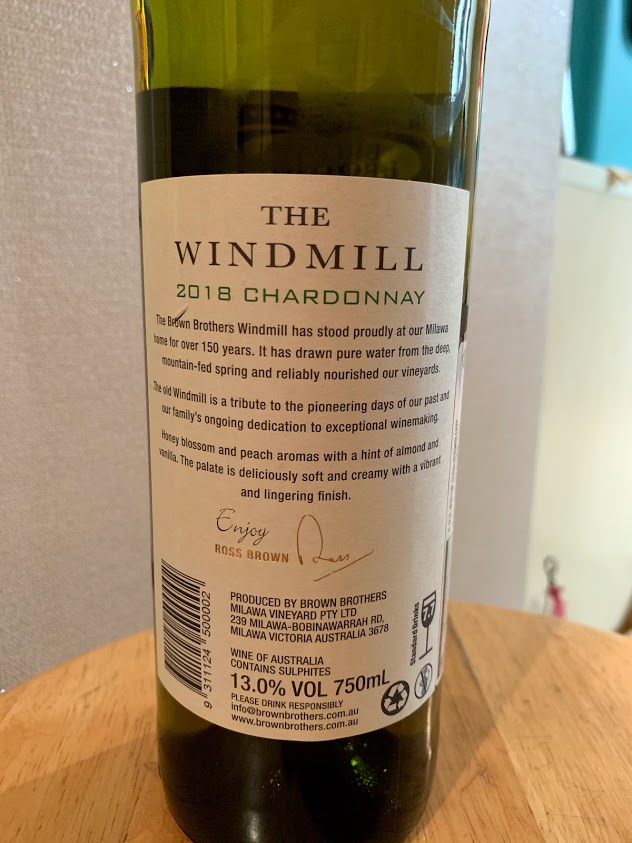 THE
WINDMILL
2018 CHARDONNAY
The Brown Brothers Windmill has stood proudly at our Milawa
home for over 150 years. It has drawn pure water from the deep,
mountain-fed spring and reliably nourished our vineyards.
The old Windmill is a tribute to the pioneering days of our past and
our family's ongoing dedication to exceptional winemaking.
Honey blossom and peach aromas with a hint of almond and
vanilla. The palate is deliciously soft and creamy with a vibrant
and lingering finish.
Enjoy
ROSS BROWN
Ross
PRODUCED BY BROWN BROTHERS
MILAWA VINEYARD PTY LTD
239 MILAWA-BOBINAWARRAH RD,
MILAWA VICTORIA AUSTRALIA 3678
WINE OF AUSTRALIA
CONTAINS SULPHITES
13.0% VOL 750mL
PLEASE DRINK RESPONSIBLY
info@brownbrothers.com.au
www.brownbrothers.com.au
9 311124 500002
Standard Drinks